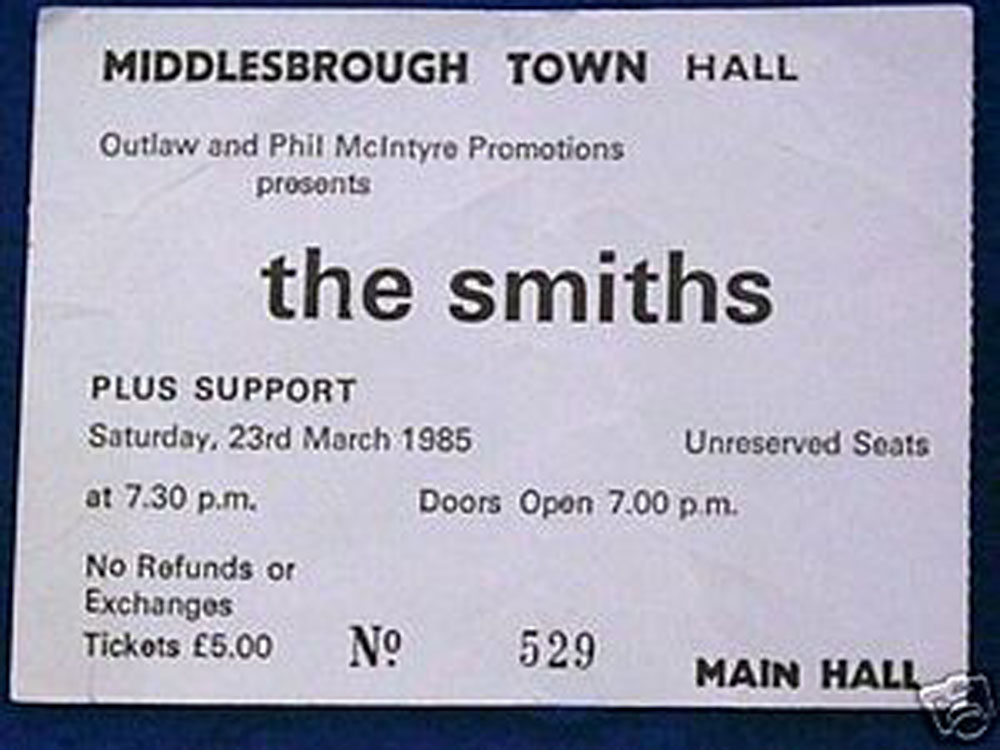 MIDDLESBROUGH TOWN HALL
Outlaw and Phil McIntyre Promotions
presents
the smiths
PLUS SUPPORT
Saturday, 23rd March 1985 Unreserved Seats
at 7.30 p.m. Doors Open 7.00 p.m.
No Refunds or
Exchanges
Tickets £5.00 Nº 529
MAIN HALL